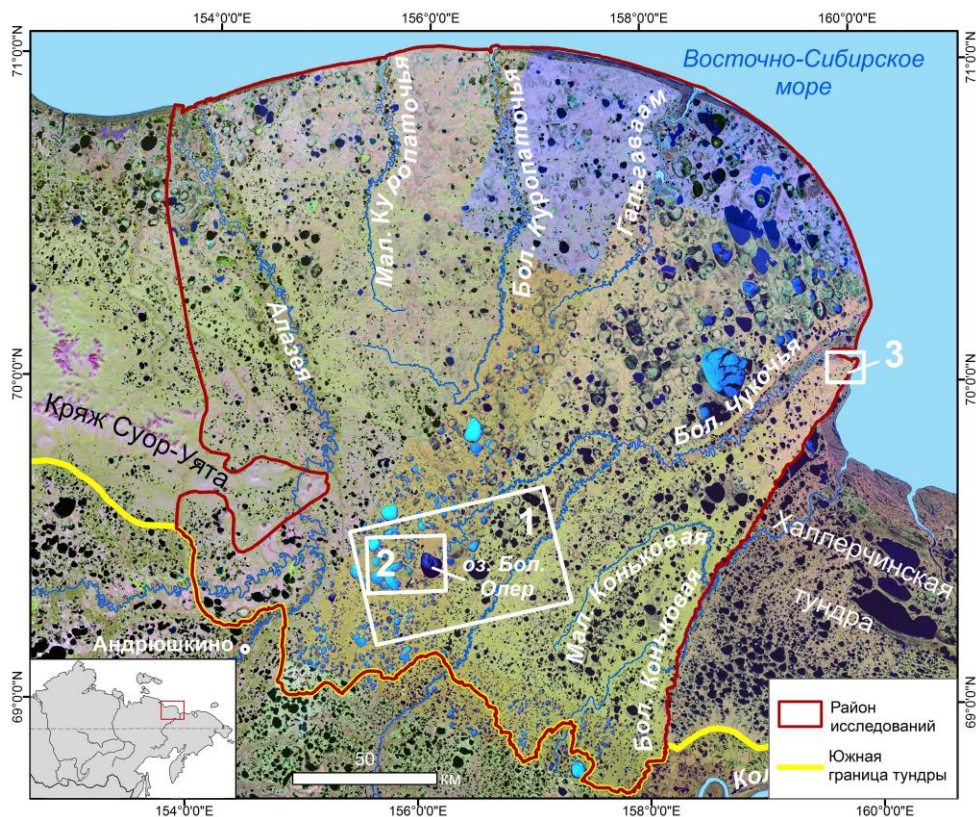 154°0'0"E
156°0'0"E
158°0'0"E
160°0'0"E
71°0'0"N
71°0'0"N
Восточно-Сибирское
море
Мал. Куропаточья
Бол. Куропаточья
Гальгаваам
Алазея
70°0'0"N
70°0'0"N
3
Бол. Чукочья
Кряж Суор-Уята
1
2
оз. Бол.
Олер
Мал. Коньковая
Бол. Коньковая
Халлерчинская
тундра
Андрюшкино
69°0'0"N
69°0'0"N
Район
исследований
Южная
граница тундры
50
км
Кол
154°0'0"E
156°0'0"E
158°0'0"E
160°0'0"E